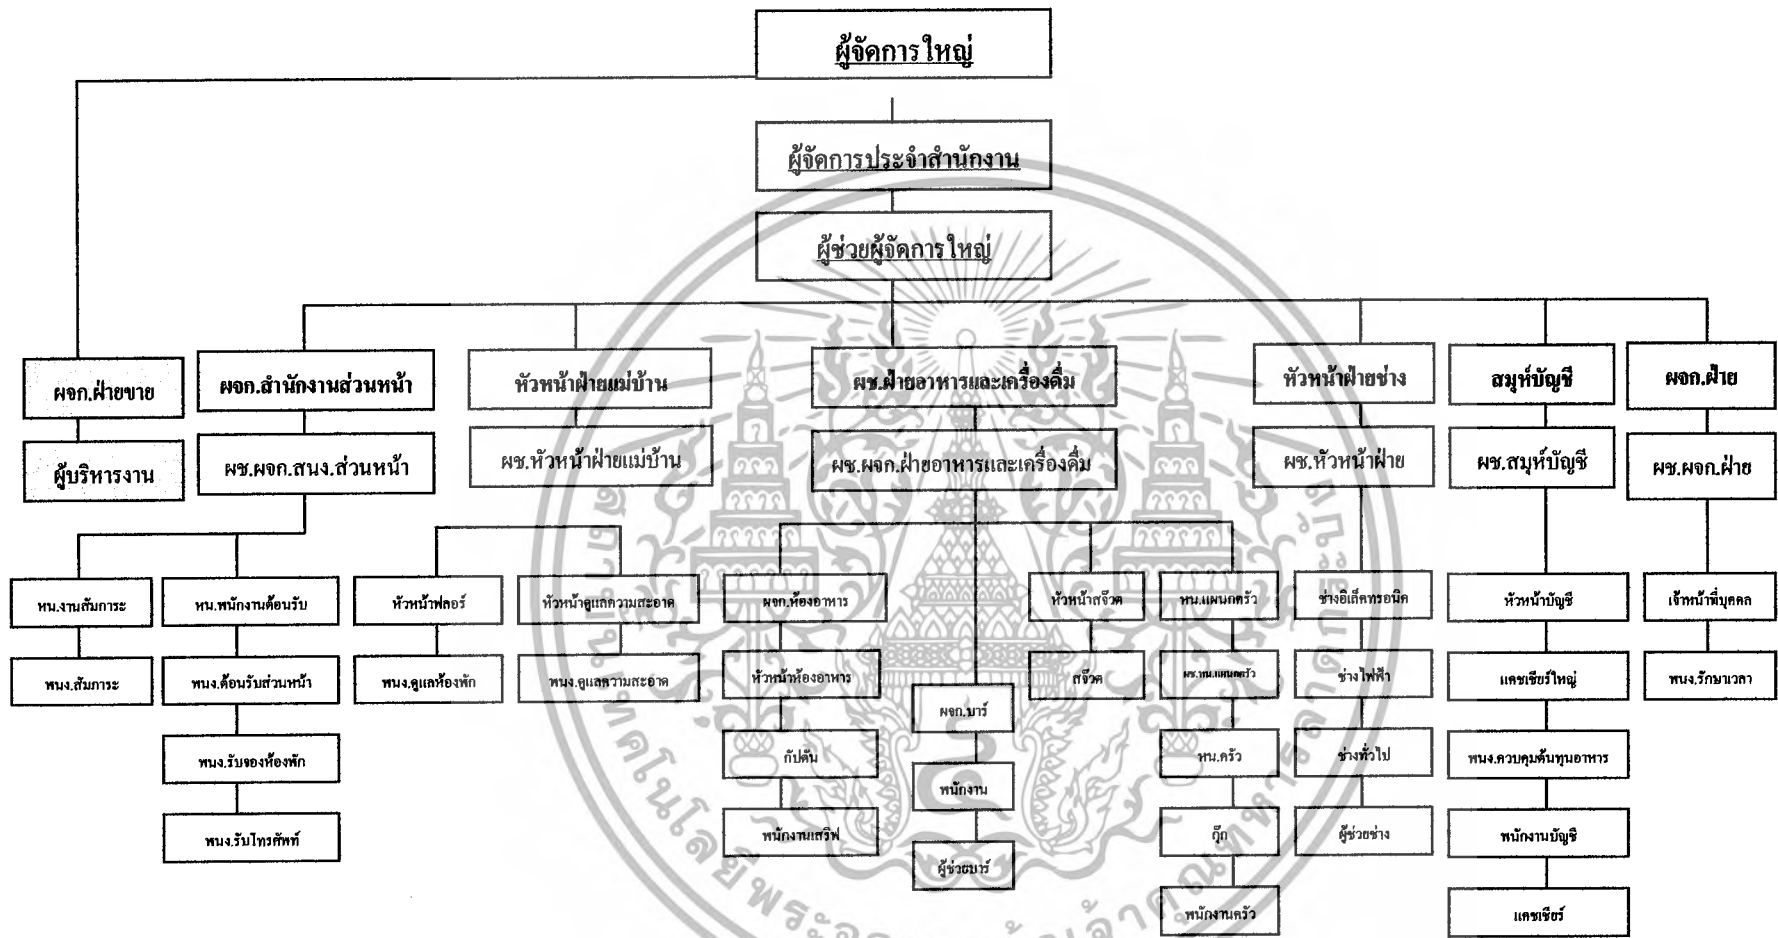 ผู้จัดการใหญ่
ผู้จัดการประจำสำนักงาน
ผู้ช่วยผู้จัดการใหญ่
ผจก.ฝ่ายขาย
ผจก.สำนักงานส่วนหน้า
หัวหน้าฝ่ายแม่บ้าน
ผช.ฝ่ายอาหารและเครื่องดื่ม
หัวหน้าฝ่ายช่าง
สมุห์บัญชี
ผจก.ฝ่าย
ผู้บริหารงาน
ผช.ผจก.สนง.ส่วนหน้า
ผช.หัวหน้าฝ่ายแม่บ้าน
ผช.ผจก.ฝ่ายอาหารและเครื่องดื่ม
ผช.หัวหน้าฝ่าย
ผช.สมุห์บัญชี
ผช.ผจก.ฝ่าย
หน.งานสัมภาระ
หน.พนักงานต้อนรับ
หัวหน้าฟลอร์
หัวหน้าดูแลความสะอาด
ผจก.ห้องอาหาร
หัวหน้าสจ๊วต
หน.แผนกครัว
ช่างอิเล็คทรอนิค
หัวหน้าบัญชี
เจ้าหน้าที่บุคคล
พนง.สัมภาระ
พนง.ต้อนรับส่วนหน้า
พนง.ดูแลห้องพัก
พนง.ดูแลความสะอาด
หัวหน้าห้องอาหาร
สจ๊วต
ผช.หน.แผนกครัว
ช่างไฟฟ้า
แคชเชียร์ใหญ่
พนง.รักษาเวลา
ผจก.บาร์
พนง.รับจองห้องพัก
กัปตัน
หน.ครัว
ช่างทั่วไป
พนง.ควบคุมต้นทุนอาหาร
พนักงาน
พนง.รับโทรศัพท์
พนักงานเสริฟ
กุ๊ก
ผู้ช่วยช่าง
พนักงานบัญชี
ผู้ช่วยบาร์
พนักงานครัว
แคชเชียร์